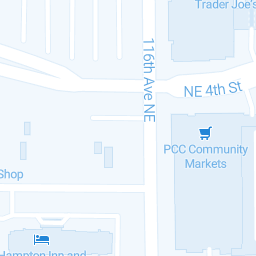 Trader Joe's
116th Ave NE
NE 4th St
PCC Community
Markets
Shop
Hampton Inn and